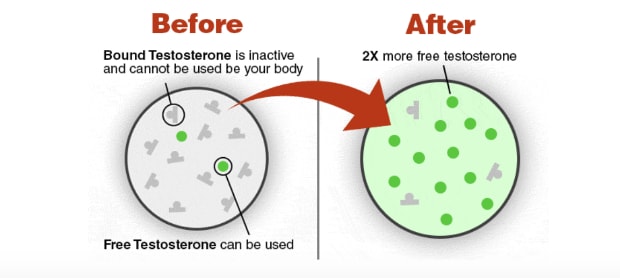 Before
Bound Testosterone is inactive
and cannot be used be your body
Free Testosterone can be used
After
2X more free testosterone